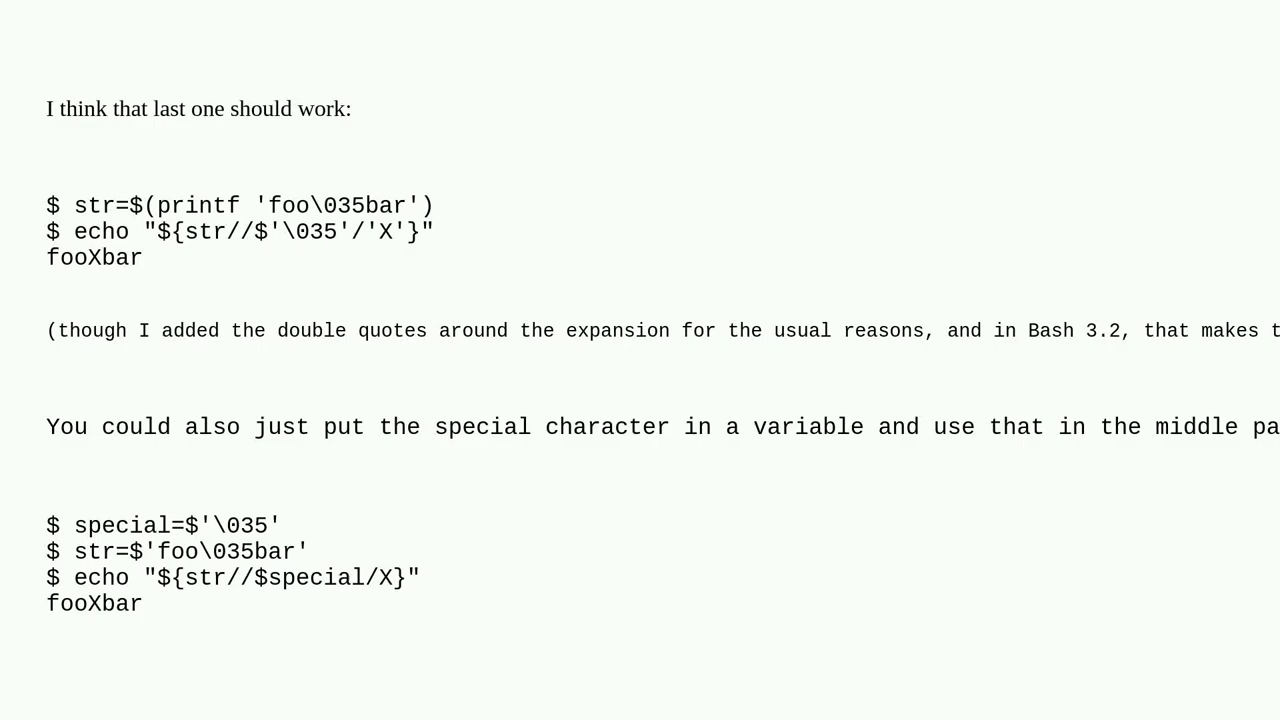 I think that last one should work:
$ str=$(printf 'foo\035bar')
$ echo "${str//$'\035'/'X'}"
fooXbar
(though I added the double quotes around the expansion for the usual reasons, and in Bash 3.2, that makes
You could also just put the special character in a variable and use that in the middle
$ special=$'\035'
$ str=$'foo\035bar'
$ echo "${str//$special/X}"
fooXbar